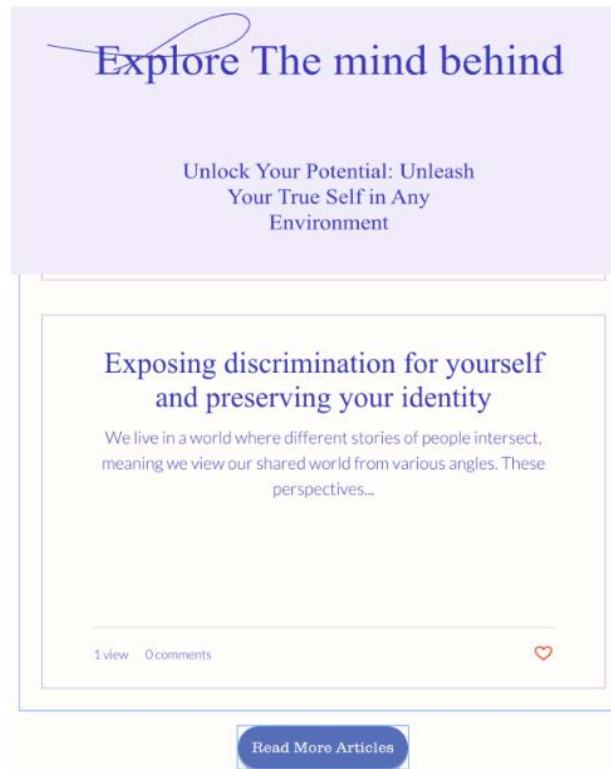 Explore The mind behind
Unlock Your Potential: Unleash
Your True Self in Any
Environment
Exposing discrimination for yourself
and preserving your identity
We live in a world where different stories of people intersect,
meaning we view our shared world from various angles. These
perspectives...
1 view 0 comments
Read More Articles